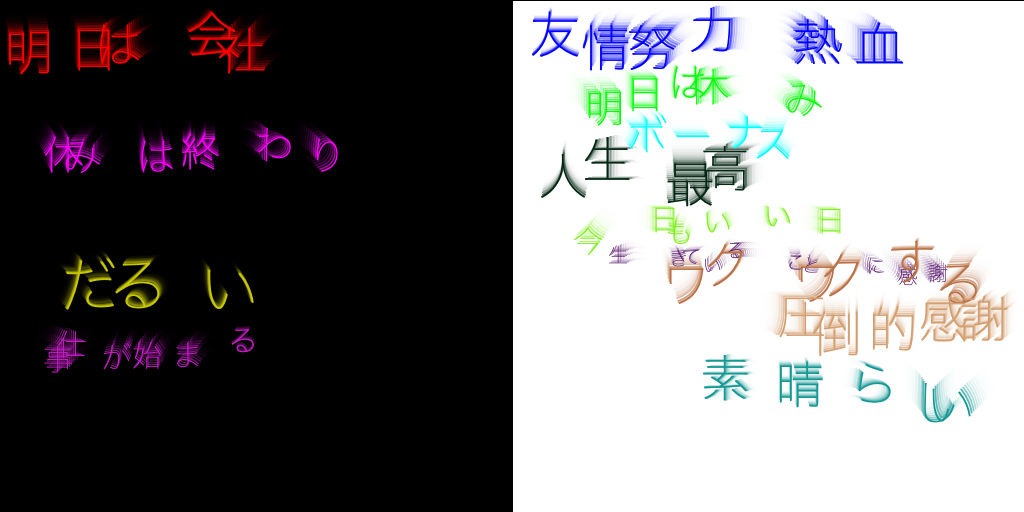 明日は会社
休みは終わり
だるい
仕事が始まる
友情努力熱血
明日は休み
ボーナス
人生最高
今日もいい日
生きていることに感謝
ウクウクする
圧倒的感謝
素晴らしい